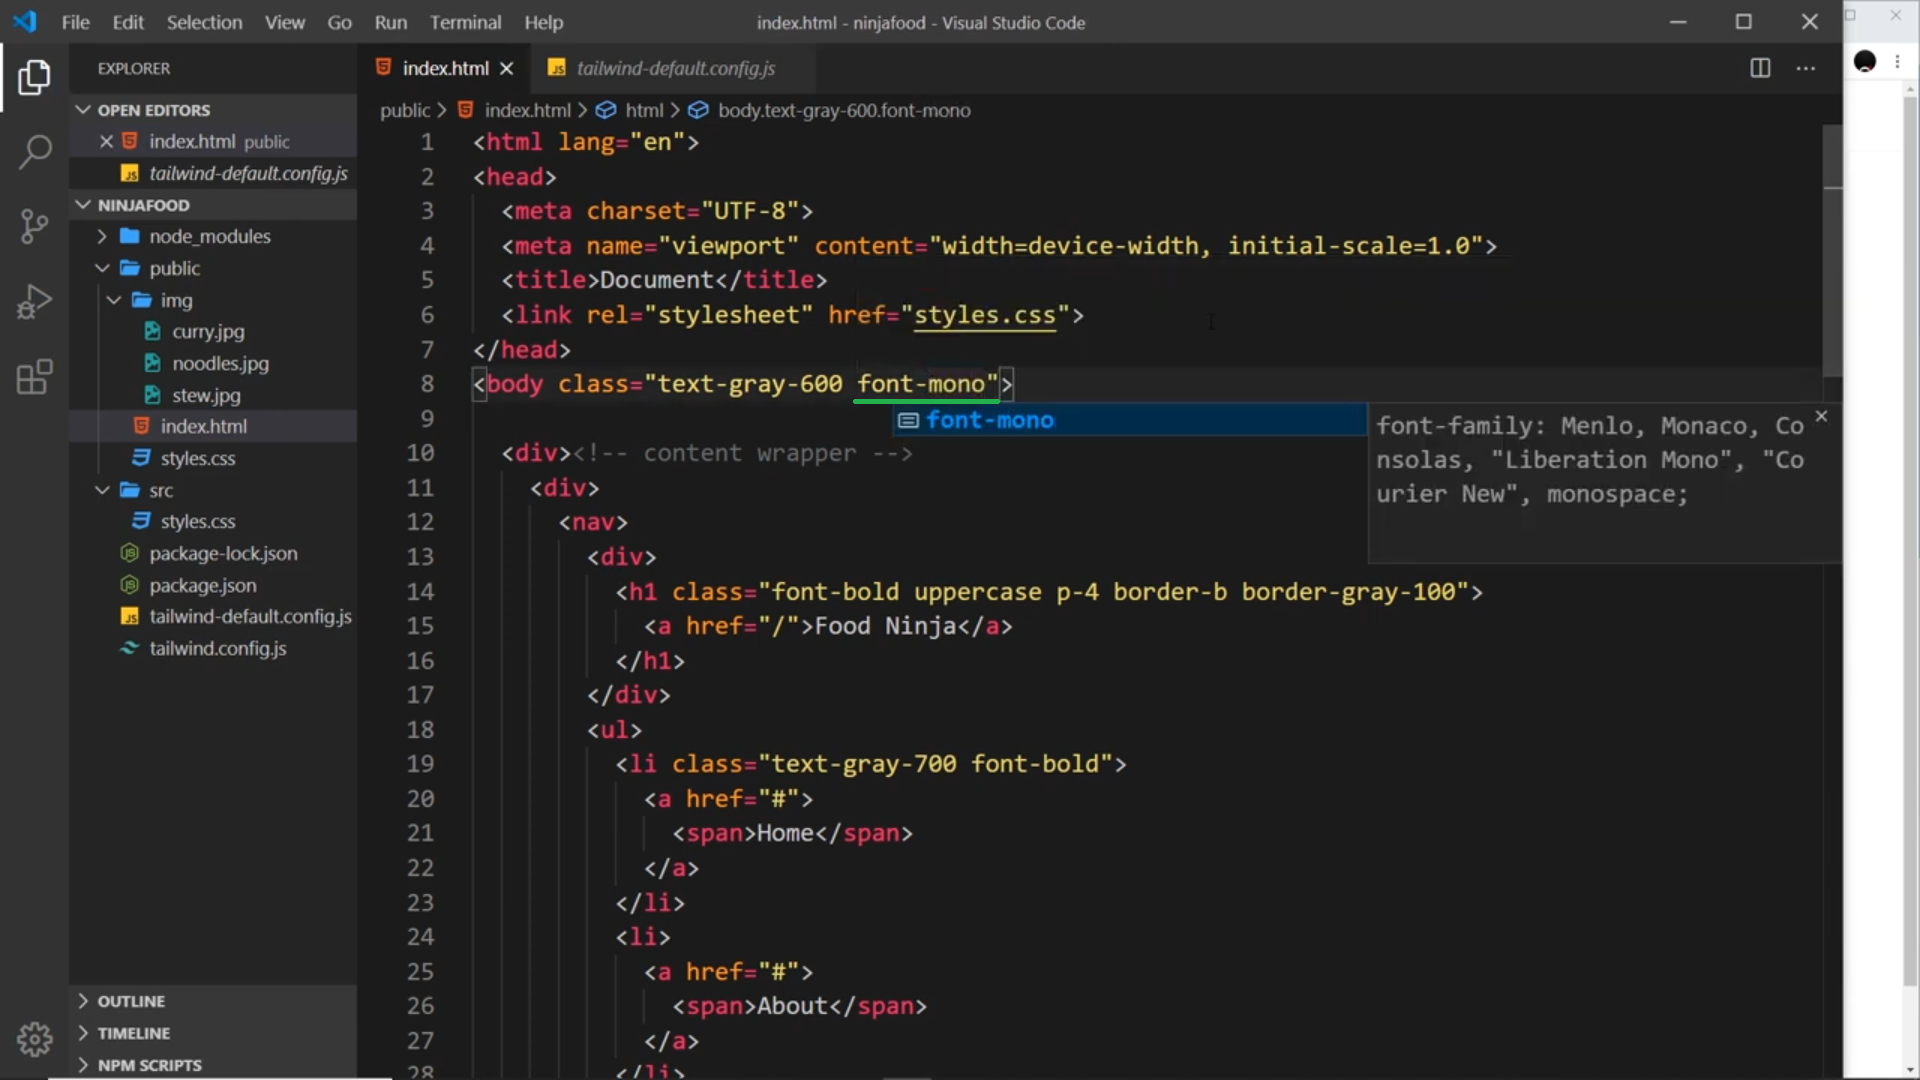 File Edit Selection View Go Run Terminal Help
index.html - ninjafood - Visual Studio Code
EXPLORER
OPEN EDITORS
index.html public
tailwind-default.config.js
NINJAFOOD
node_modules
public
img
curry.jpg
noodles.jpg
stew.jpg
index.html
styles.css
src
styles.css
package-lock.json
package.json
tailwind-default.config.js
tailwind.config.js
OUTLINE
TIMELINE
NPM SCRIPTS
index.html
tailwind-default.config.js
public > index.html > html > body.text-gray-600.font-mono
1 <html lang="en">
2 <head>
3 <meta charset="UTF-8">
4 <meta name="viewport" content="width=device-width, initial-scale=1.0">
5 <title>Document</title>
6 <link rel="stylesheet" href="styles.css">
7 </head>
8 <body class="text-gray-600 font-mono">
9
font-mono
font-family: Menlo, Monaco, Co
nsolas, "Liberation Mono", "Co
urier New", monospace;
10 <div><!-- content wrapper -->
11 <div>
12 <nav>
13 <div>
14 <h1 class="font-bold uppercase p-4 border-b border-gray-100">
15 <a href="/">Food Ninja</a>
16 </h1>
17 </div>
18 <ul>
19 <li class="text-gray-700 font-bold">
20 <a href="#">
21 <span>Home</span>
22 </a>
23 </li>
24 <li>
25 <a href="#">
26 <span>About</span>
27 </a>
28 </li>